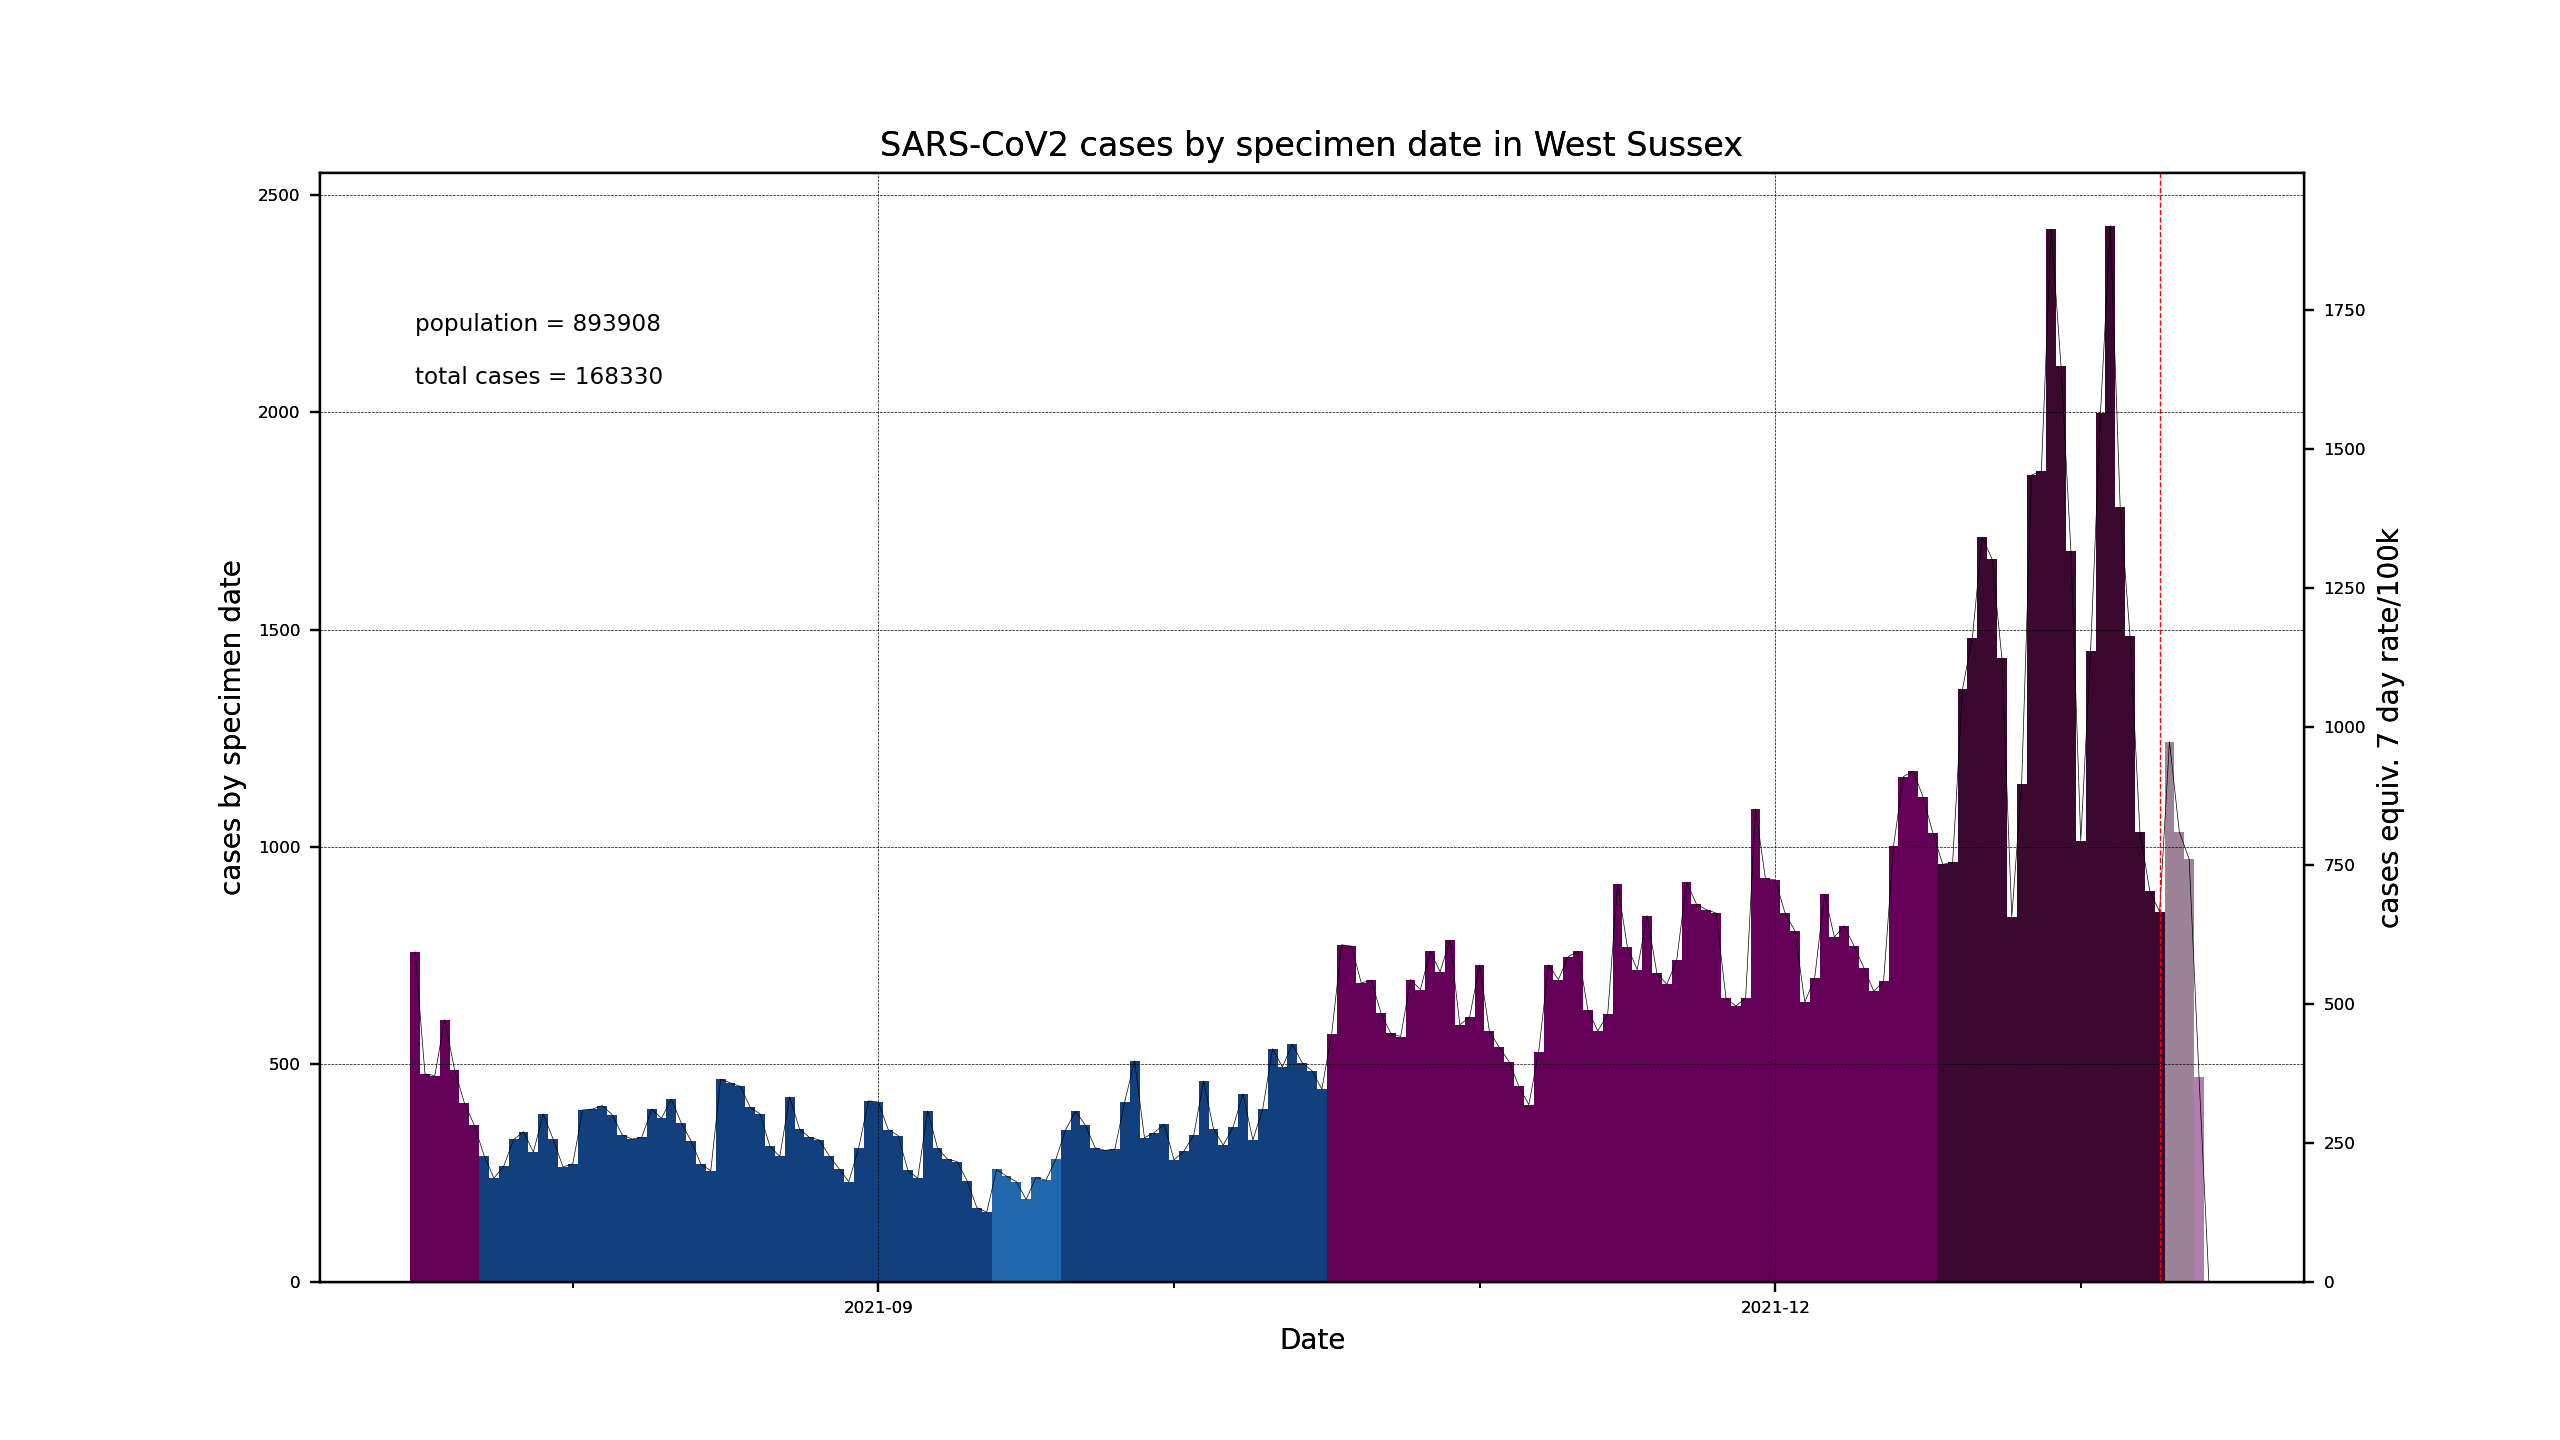 SARS-CoV2 cases by specimen date in West Sussex
population = 893908
total cases = 168330
cases by specimen date
2500
2000
1500
1000
500
0
1750
1500
1250
1000
750
500
250
0
cases equiv. 7 day rate/100k
2021-09
2021-12
Date